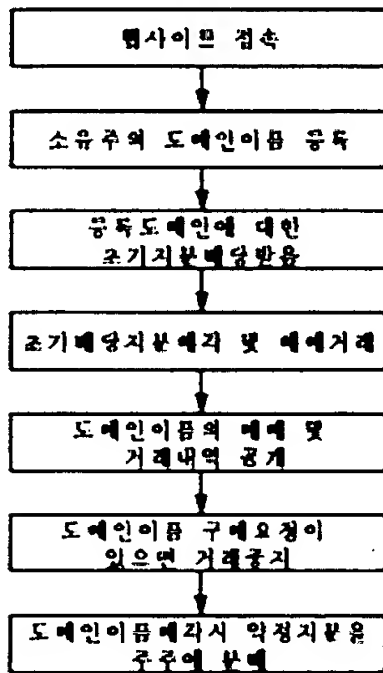 웹사이트 접속
소유주의 도메인이름 등록
등록도메인에 대한
초기지분배당받음
초기배당지분매각 및 매매거래
도메인이름의 매매 및
거래내역 공개
도메인이름 구매요청이
있으면 거래중지
도메인이름매각시 약정지분을
주주에 분배